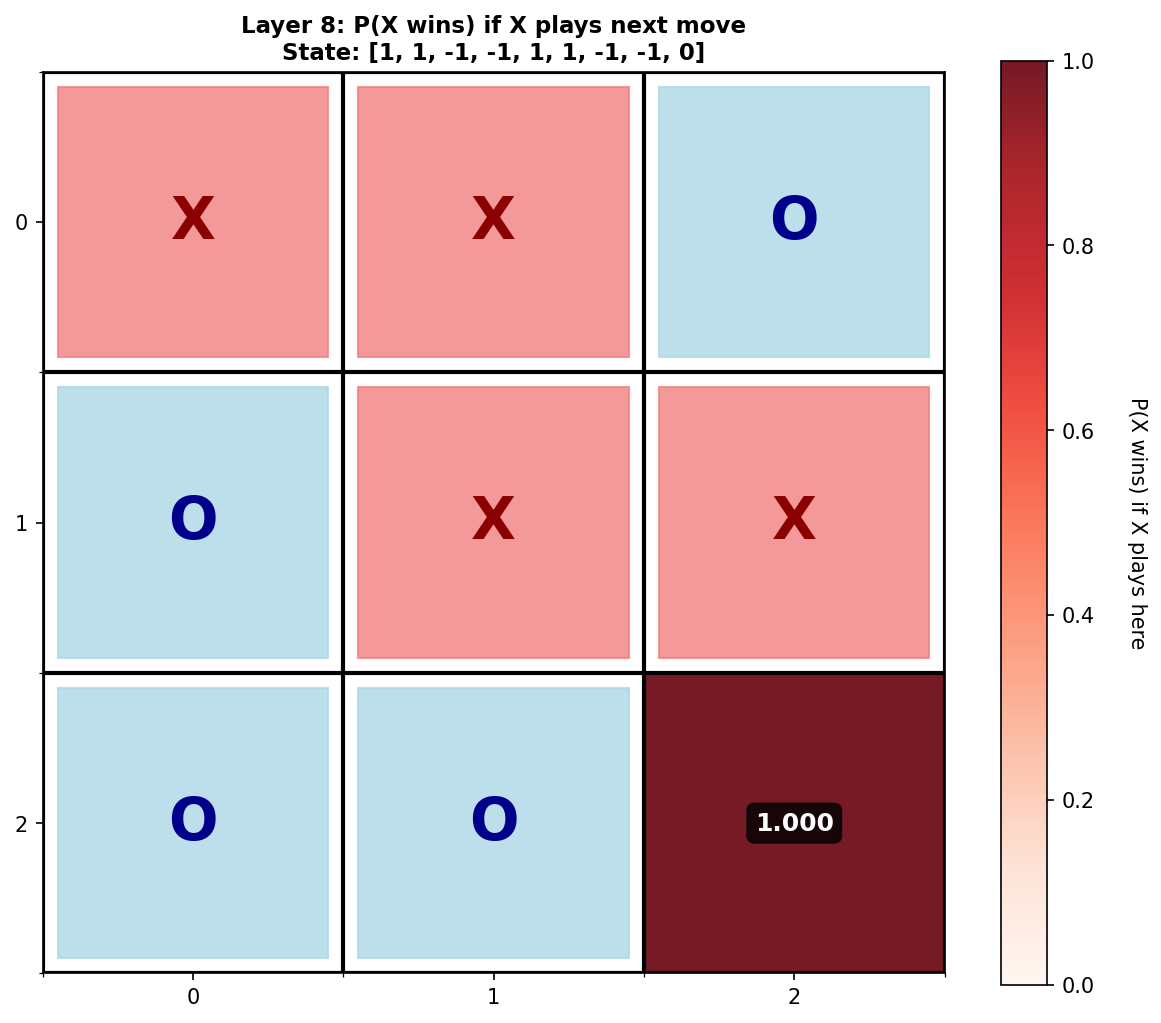 Layer 8: P(X wins) if X plays next move
State: [1, 1, -1, -1, 1, 1, -1, -1, 0]
0
X
X
O
1
O
X
X
2
O
O
1.000
0
1
2
1.0
0.8
0.6
0.4
0.2
0.0
P(X wins) if X plays here